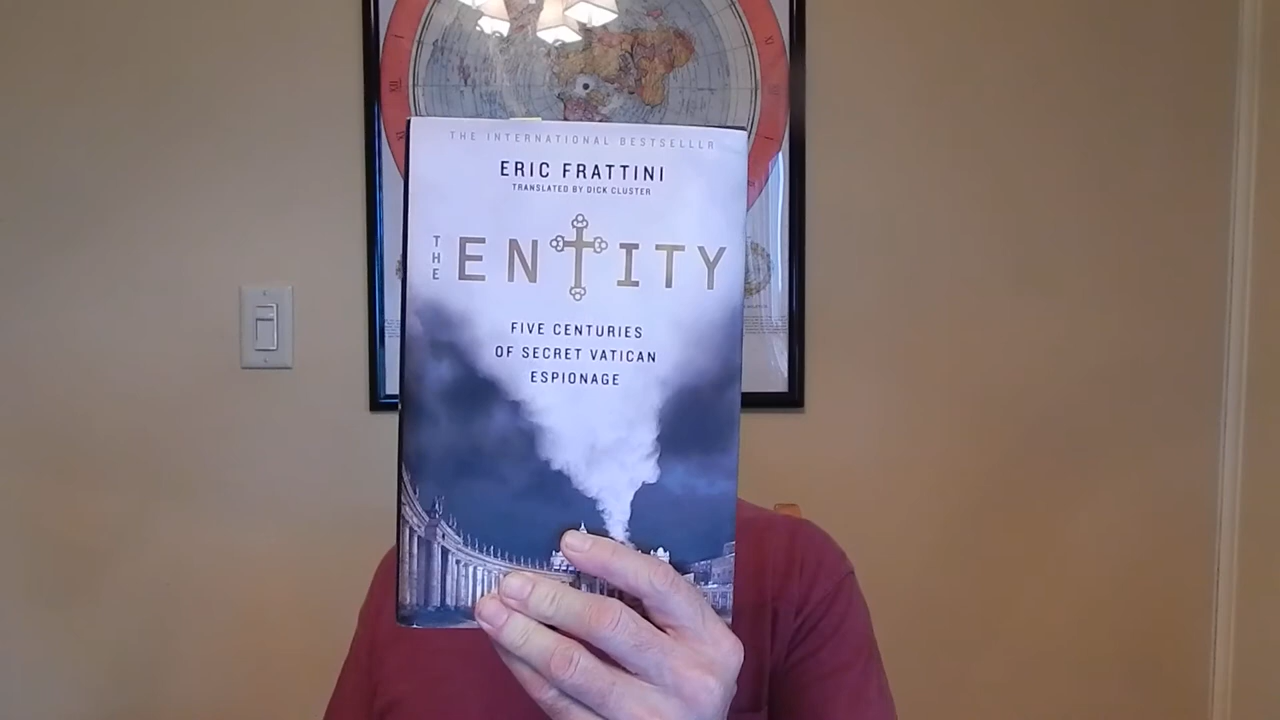 THE INTERNATIONAL BESTSELLER
ERIC FRATTINI
TRANSLATED BY DICK CLUSTER
THE ENTITY
FIVE CENTURIES
OF SECRET VATICAN
ESPIONAGE